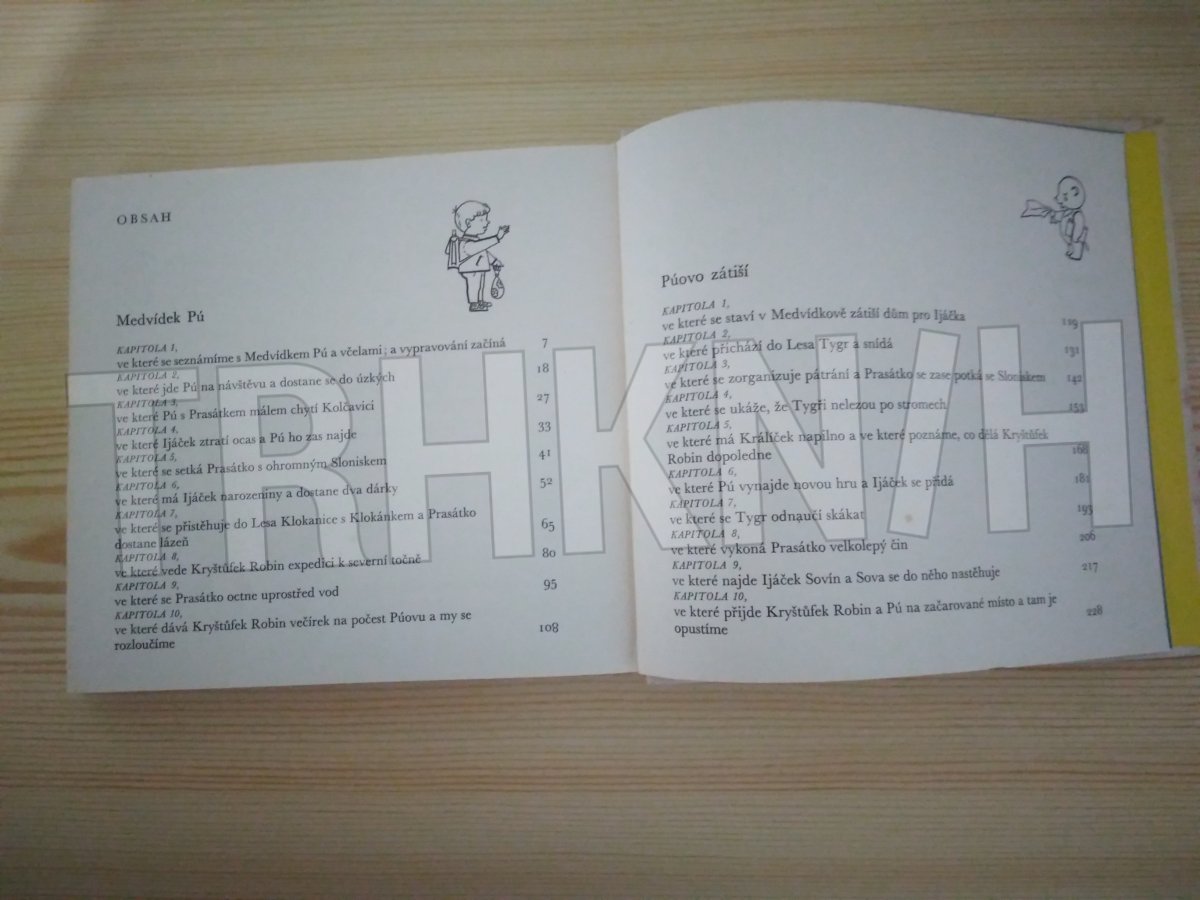 OBSAH
Medvídek Pú
KAPITOLA 1,
ve které se seznámíme s Medvídkem Pú a včelami; a vypravování začíná 7
KAPITOLA 2,
ve které jde Pú na návštěvu a dostane se do úzkých 18
KAPITOLA 3,
ve které Pú s Prasátkem málem chytí Kolčavici 27
KAPITOLA 4,
ve které Ijáček ztratí ocas a Pú ho zas najde 33
KAPITOLA 5,
ve které se setká Prasátko s ohromným Sloniskem 41
KAPITOLA 6,
ve které má Ijáček narozeniny a dostane dva dárky 52
KAPITOLA 7,
ve které se přistěhuje do Lesa Klokanice s Klokánkem a Prasátko
dostane lázeň 65
KAPITOLA 8,
ve které vede Kryštůfek Robin expedici k severní točně 80
KAPITOLA 9,
ve které se Prasátko octne uprostřed vod 95
KAPITOLA 10,
ve které dává Kryštůfek Robin večírek na počest Púovu a my se
rozloučíme 108
Púovo zátiší
KAPITOLA 1,
ve které se staví v Medvídkově zátiší dům pro Ijáčka 119
KAPITOLA 2,
ve které přichází do Lesa Tygr a snídá 131
KAPITOLA 3,
ve které se zorganizuje pátrání a Prasátko se zase potká se Sloniskem 142
KAPITOLA 4,
ve které se ukáže, že Tygři nelezou po stromech 153
KAPITOLA 5,
ve které má Králíček napilno a ve které poznáme, co dělá Kryštůfek
Robin dopoledne 168
KAPITOLA 6,
ve které Pú vynajde novou hru a Ijáček se přidá 181
KAPITOLA 7,
ve které se Tygr odnaučí skákat 193
KAPITOLA 8,
ve které vykoná Prasátko velkolepý čin 206
KAPITOLA 9,
ve které najde Ijáček Sovín a Sova se do něho nastěhuje 217
KAPITOLA 10,
ve které přijde Kryštůfek Robin a Pú na začarované místo a tam je
opustíme 228
TRHKNIH